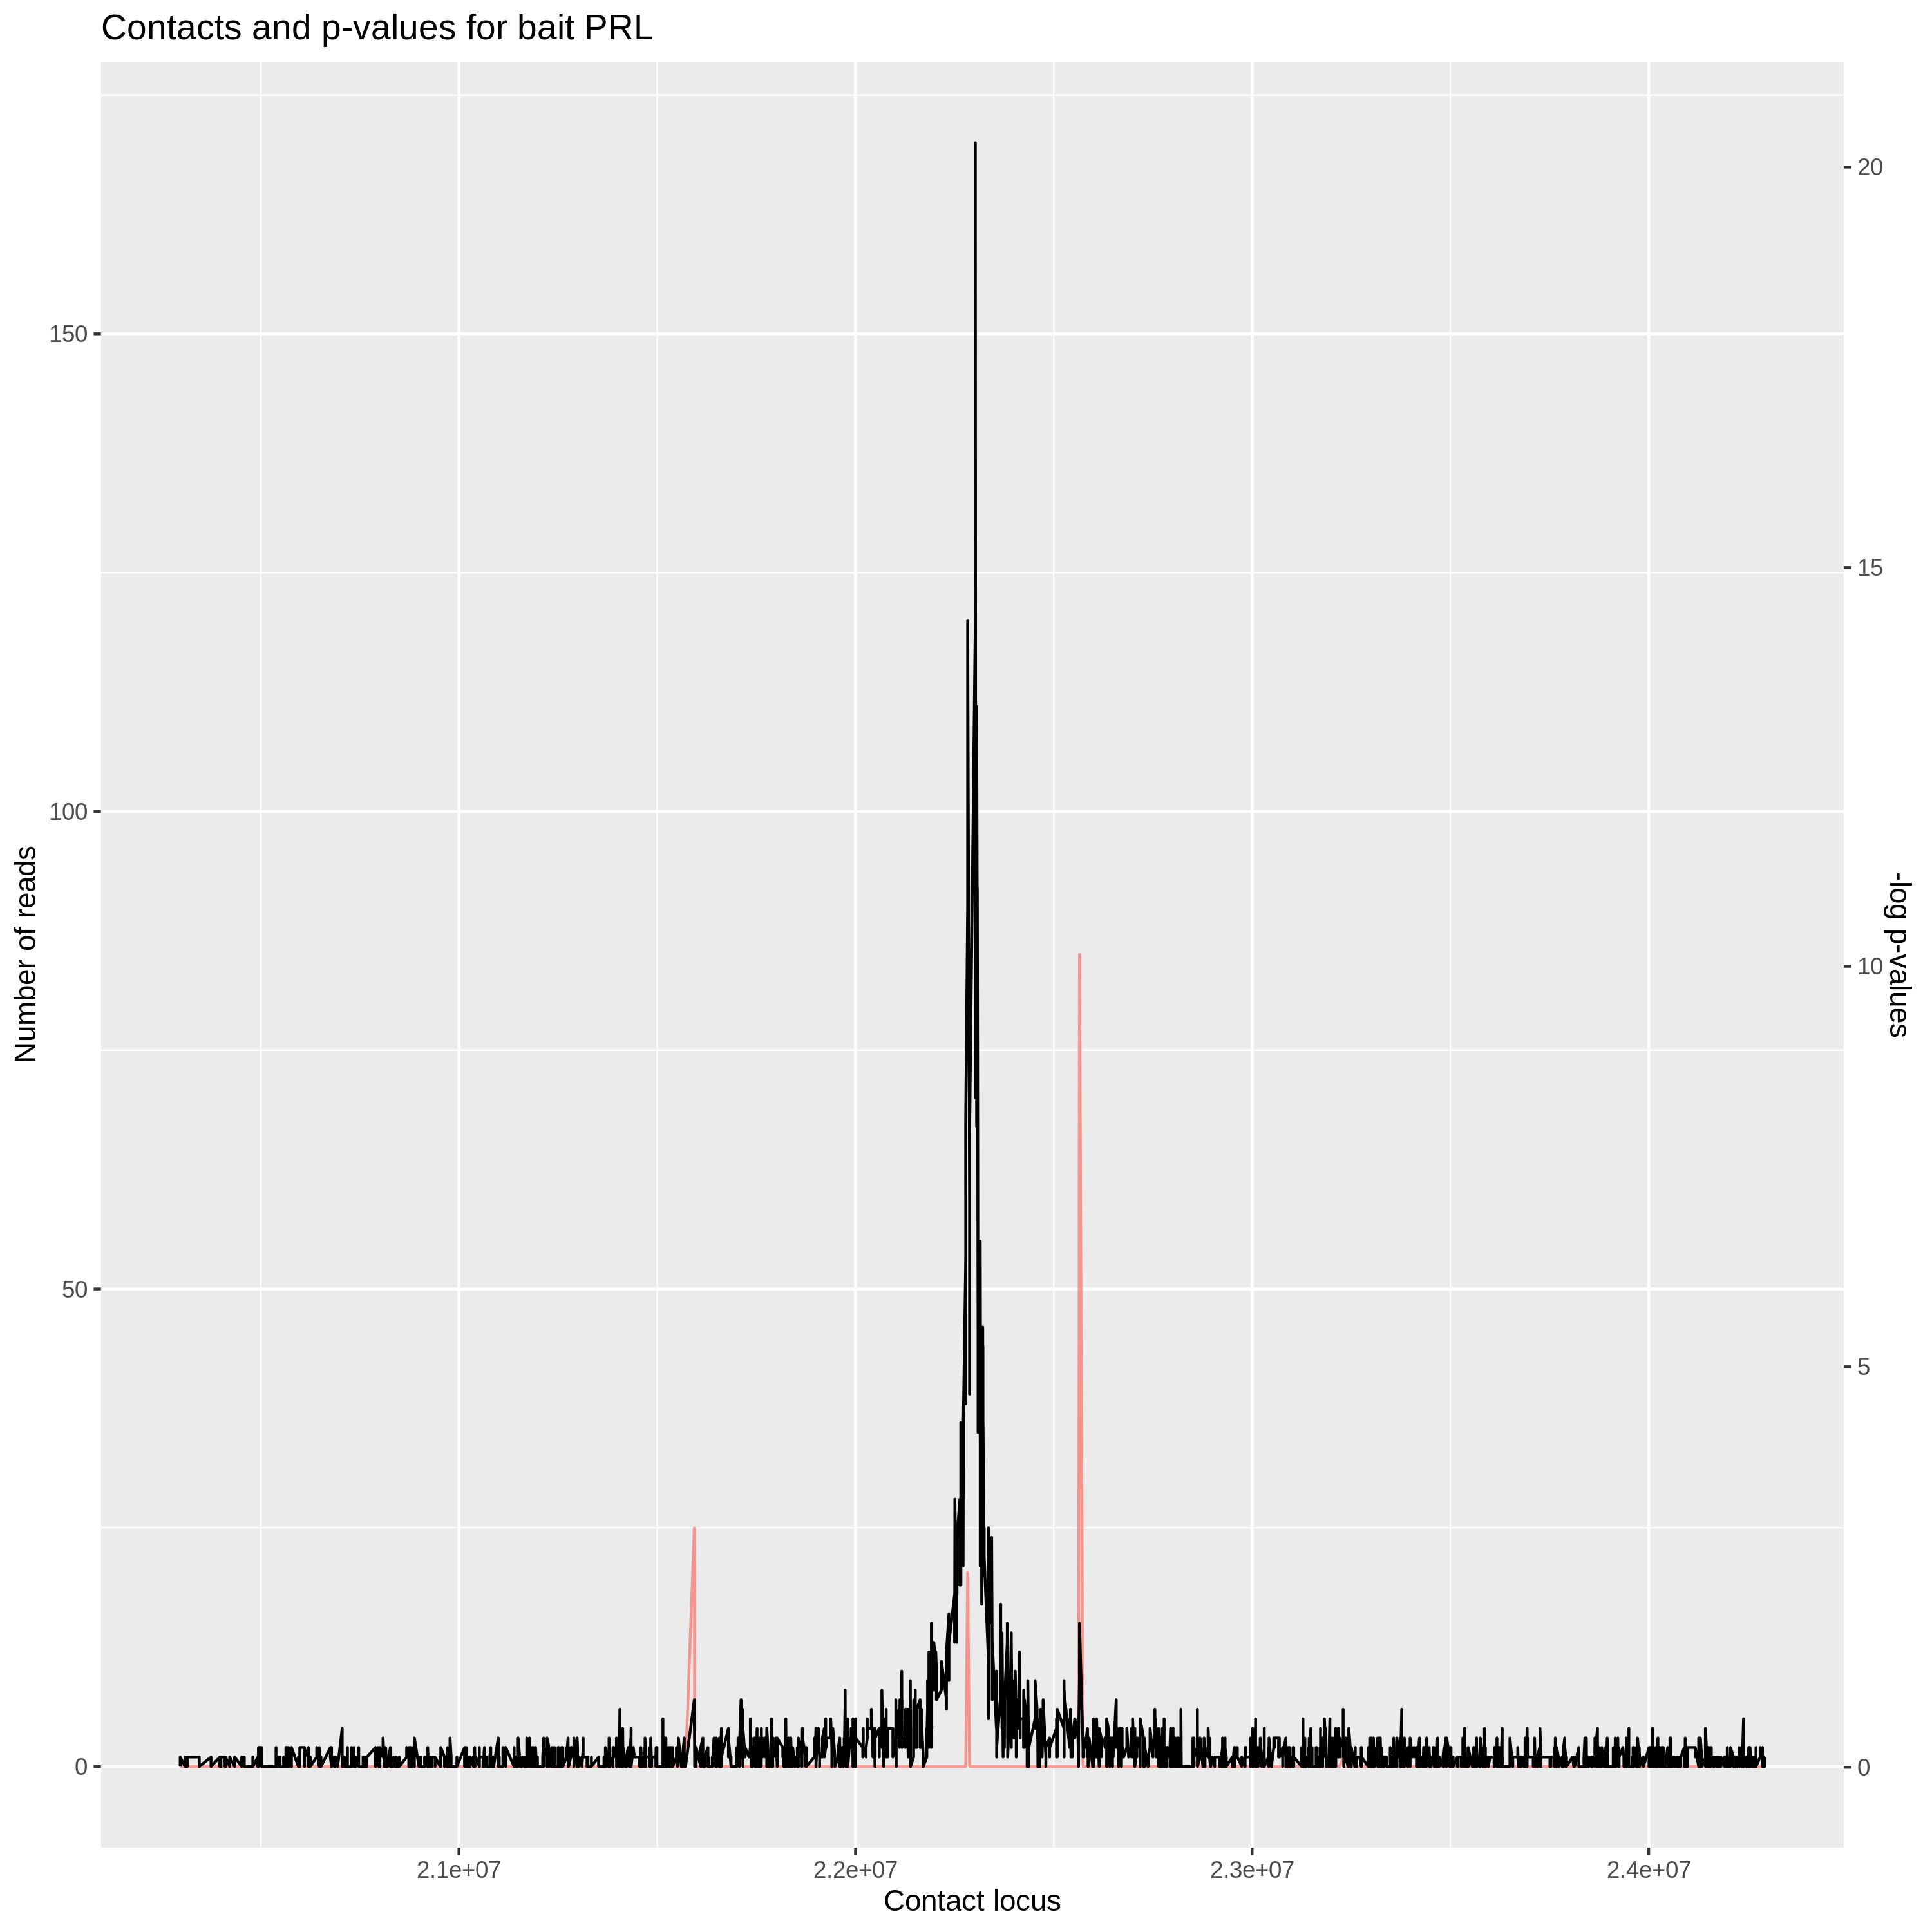 Contacts and p-values for bait PRL
20
150
15
100
Number of reads
-log p-values
10
50
5
0
0
2.1e+07
2.2e+07
2.3e+07
2.4e+07
Contact locus